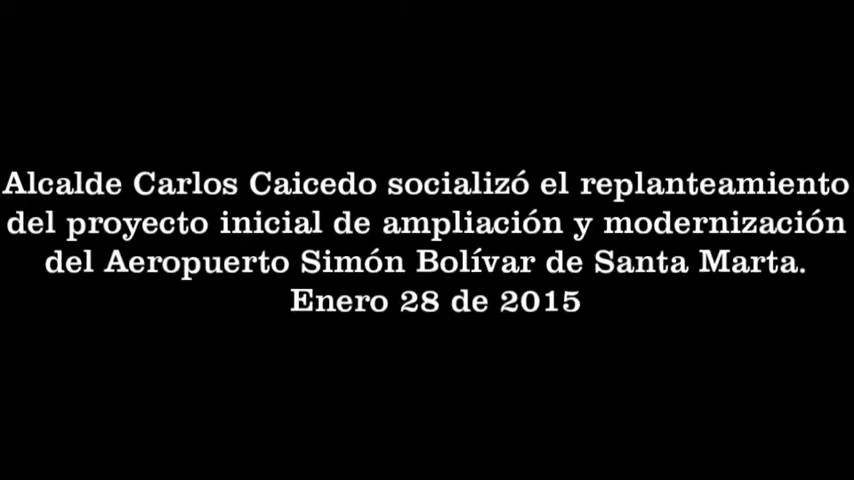 Alcalde Carlos Caicedo socializó el replanteamiento
del proyecto inicial de ampliación y modernización
del Aeropuerto Simón Bolívar de Santa Marta.
Enero 28 de 2015